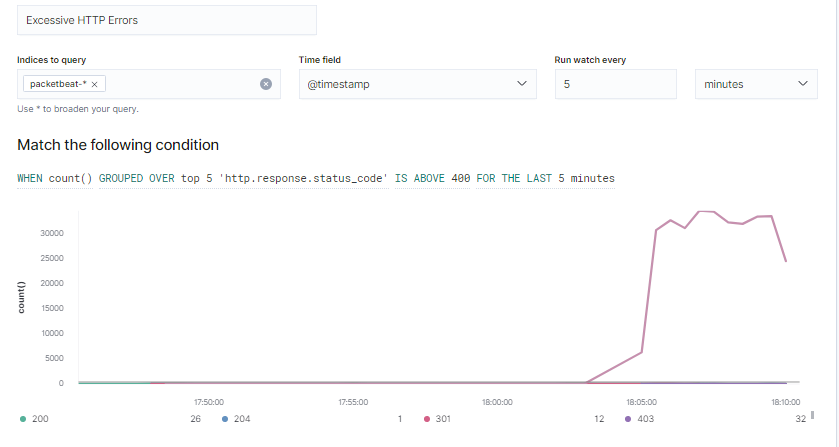 Excessive HTTP Errors
Indices to query
Time field
Run watch every
packetbeat-* ×
@timestamp
5
minutes
Use * to broaden your query.
Match the following condition
WHEN count() GROUPED OVER top 5 'http.response.status_code' IS ABOVE 400 FOR THE LAST 5 minutes
count()
30000
25000
20000
15000
10000
5000
0
17:50:00
17:55:00
18:00:00
18:05:00
18:10:00
200 26
204 1
301 12
403 32